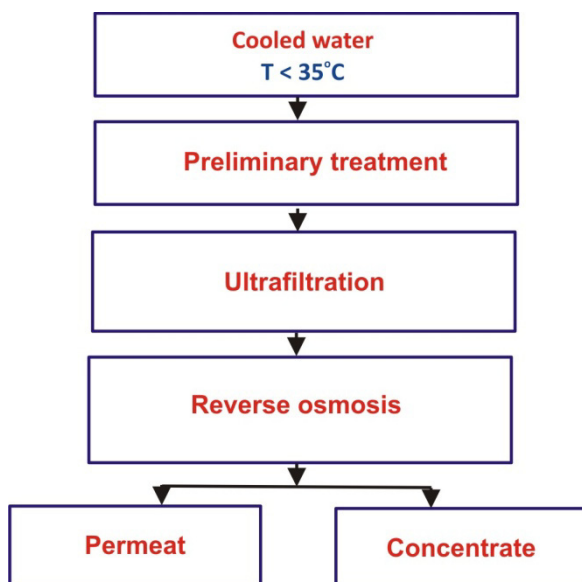 Cooled water
T < 35°C
Preliminary treatment
Ultrafiltration
Reverse osmosis
Permeat
Concentrate